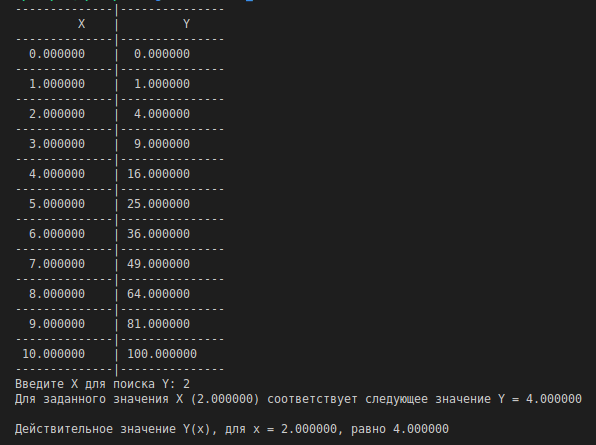 --------------|---------------
X | Y
--------------|---------------
0.000000 | 0.000000
--------------|---------------
1.000000 | 1.000000
--------------|---------------
2.000000 | 4.000000
--------------|---------------
3.000000 | 9.000000
--------------|---------------
4.000000 | 16.000000
--------------|---------------
5.000000 | 25.000000
--------------|---------------
6.000000 | 36.000000
--------------|---------------
7.000000 | 49.000000
--------------|---------------
8.000000 | 64.000000
--------------|---------------
9.000000 | 81.000000
--------------|---------------
10.000000 | 100.000000
--------------|---------------
Введите X для поиска Y: 2
Для заданного значения X (2.000000) соответствует следующее значение Y = 4.000000
Действительное значение Y(x), для x = 2.000000, равно 4.000000